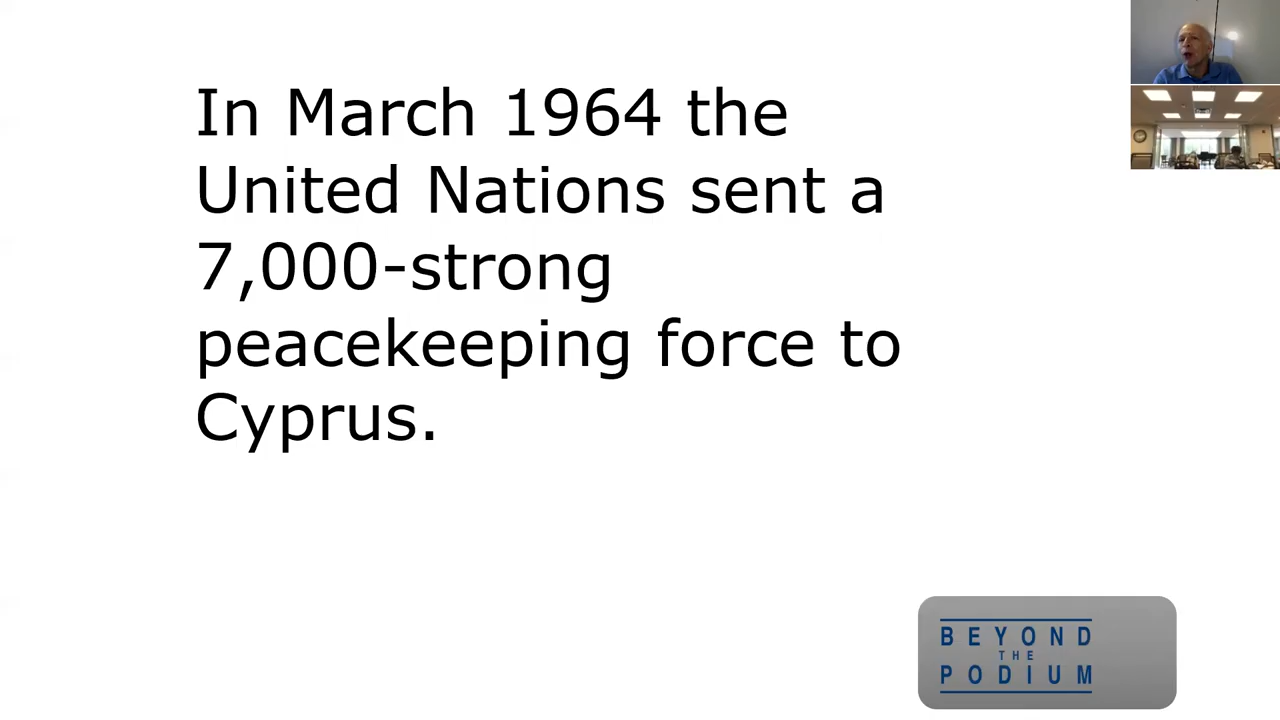 In March 1964 the
United Nations sent a
7,000-strong
peacekeeping force to
Cyprus.
BEYOND
THE
PODIUM